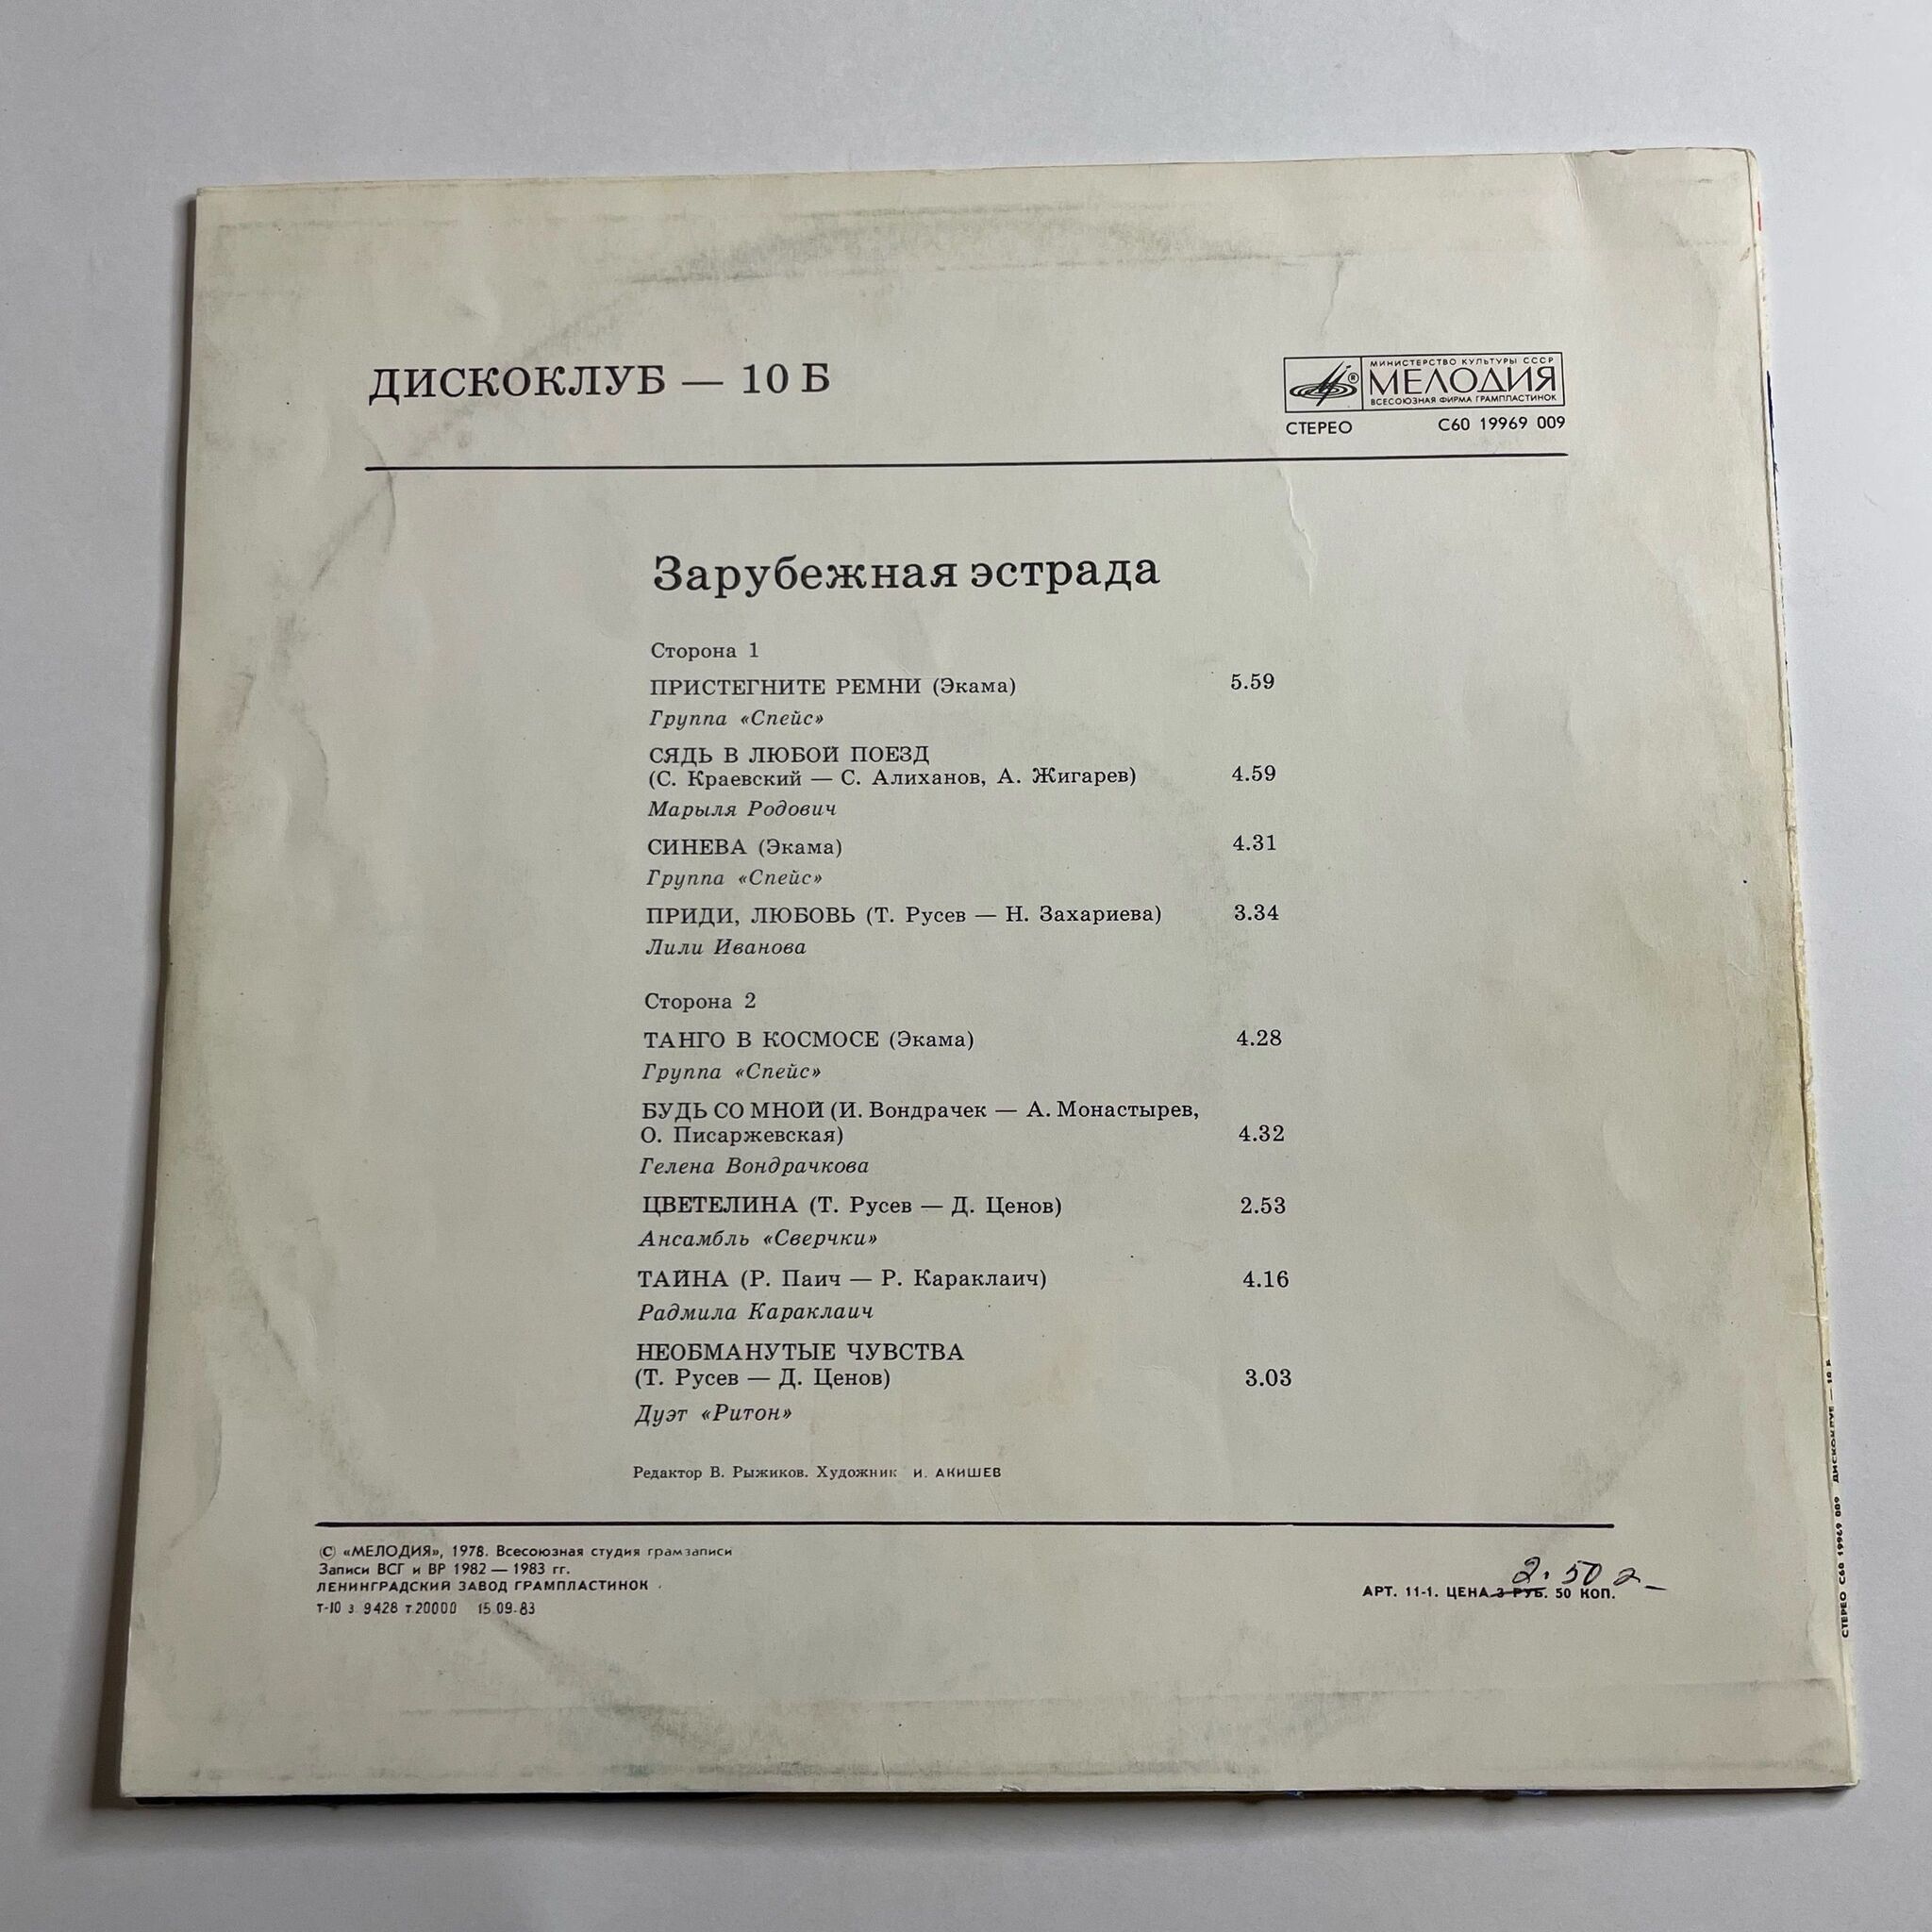 ДИСКОКЛУБ — 10 Б
МИНИСТЕРСТВО КУЛЬТУРЫ СССР
МЕЛОДИЯ
ВСЕСОЮЗНАЯ ФИРМА ГРАМПЛАСТИНОК
СТЕРЕО С60 19969 009
Зарубежная эстрада
Сторона 1
ПРИСТЕГНИТЕ РЕМНИ (Экама) 5.59
Группа «Спейс»
СЯДЬ В ЛЮБОЙ ПОЕЗД
(С. Краевский — С. Алиханов, А. Жигарев) 4.59
Марыля Родович
СИНЕВА (Экама) 4.31
Группа «Спейс»
ПРИДИ, ЛЮБОВЬ (Т. Русев — Н. Захариева) 3.34
Лили Иванова
Сторона 2
ТАНГО В КОСМОСЕ (Экама) 4.28
Группа «Спейс»
БУДЬ СО МНОЙ (И. Вондрачек — А. Монастырев,
О. Писаржевская) 4.32
Гелена Вондрачкова
ЦВЕТЕЛИНА (Т. Русев — Д. Ценов) 2.53
Ансамбль «Сверчки»
ТАЙНА (Р. Паич — Р. Караклаич) 4.16
Радмила Караклаич
НЕОБМАНУТЫЕ ЧУВСТВА
(Т. Русев — Д. Ценов) 3.03
Дуэт «Ритон»
Редактор В. Рыжиков. Художник И. АКИШЕВ
© «МЕЛОДИЯ», 1978. Всесоюзная студия грамзаписи
Записи ВСГ и ВР 1982 — 1983 гг.
ЛЕНИНГРАДСКИЙ ЗАВОД ГРАМПЛАСТИНОК
т-10 з. 9428 т.20000 15.09.83
2.50
АРТ. 11-1. ЦЕНА 3 РУБ. 50 КОП.
СТЕРЕО С60 19969 009 ДИСКОКЛУБ — 10 Б